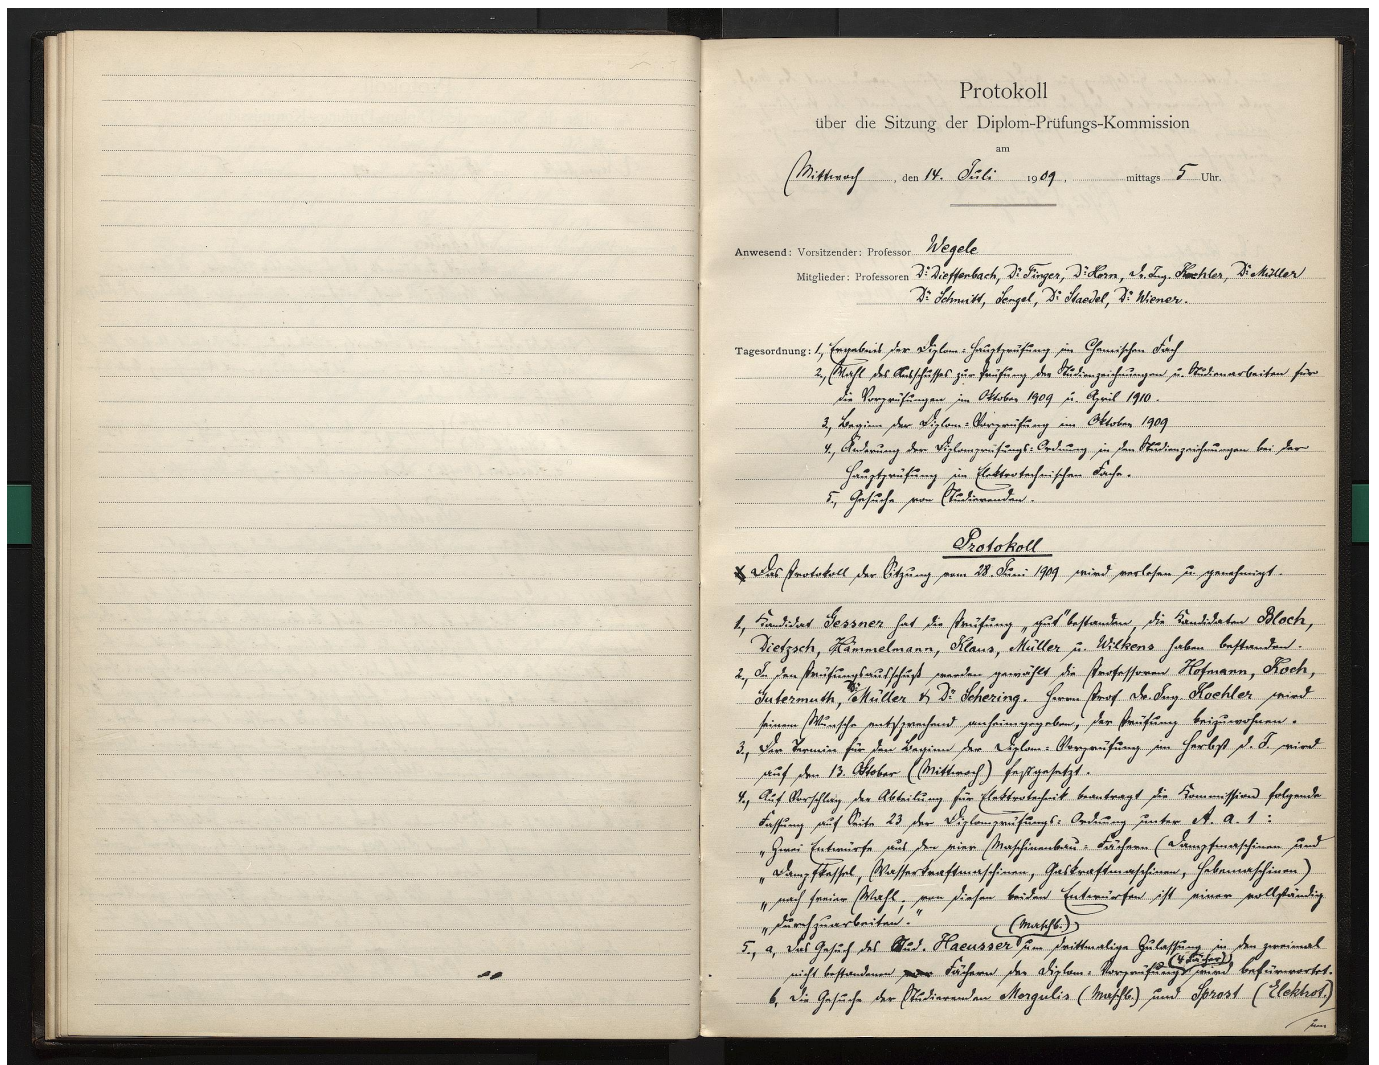 Protokoll
über die Sitzung der Diplom-Prüfungs-Kommission
am
Mittwoch, den 14. Juli 1909. mittags 5 Uhr.
Anwesend: Vorsitzender: Professor Wegele
Mitglieder: Professoren Dr Dieffenbach, Dr Finger, Dr Horn, Dr. Ing. Koehler, Dr Müller
Dr Schmitt, Sengel, Dr Staedel, Dr Wiener.
Tagesordnung: 1., Ergebnis der Diplom-Hauptprüfung im Chemischen Fach
2., Wahl des Ausschusses zur Prüfung der Studienzeichnungen u. Studienarbeiten für
die Vorprüfungen im Oktober 1909 u. April 1910.
3., Beginn der Diplom-Vorprüfung im Oktober 1909
4., Änderung der Diplomprüfungs-Ordnung in den Studienzeichnungen bei der
Hauptprüfung im Elektrotechnischen Fache.
5., Gesuche von Studierenden.
Protokoll
Das Protokoll der Sitzung vom 28. Juni 1909 wird verlesen u. genehmigt.
1., Kandidat Gessner hat die Prüfung „gut" bestanden, die Kandidaten Bloch,
Dietzsch, Hämmelmann, Klaus, Müller u. Wilkens haben bestanden.
2., In den Prüfungsausschuß werden gewählt die Professoren Hofmann, Koch,
Gutermuth, Dr Müller & Dr Schering. Herrn Prof. Dr. Ing. Koehler wird
seinem Wunsche entsprechend anheimgegeben, der Prüfung beizuwohnen.
3., Der Termin für den Beginn der Diplom-Vorprüfung im Herbst d. J. wird
auf den 13. Oktober (Mittwoch) festgesetzt.
4., Auf Vorschlag der Abteilung für Elektrotechnik beantragt die Kommission folgende
Fassung auf Seite 23 der Diplomprüfungs-Ordnung unter A. a. 1:
„Zwei Entwürfe aus den vier Maschinenbau-Fächern (Dampfmaschinen und
„Dampfkessel, Wasserkraftmaschinen, Gaskraftmaschinen, Hebemaschinen)
„nach freier Wahl; von diesen beiden Entwürfen ist einer vollständig
„durchzuarbeiten."
5., a, Das Gesuch des Stud. Haeusser (Maschb.) um drittmalige Zulassung in den zweimal
nicht bestandenen Fächern der Diplom-Vorprüfung (4 Fächer) wird befürwortet.
b, Die Gesuche der Studierenden Mergulis (Maschb.) und Sprost (Elektrot.)
um